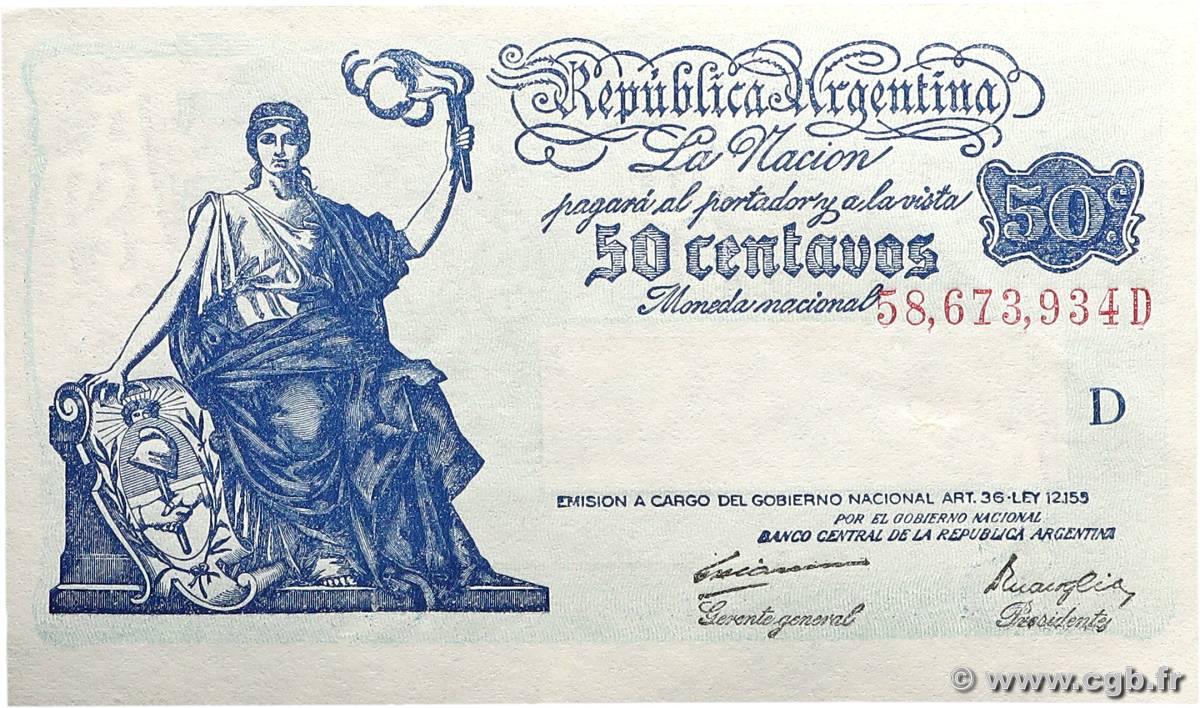 República Argentina
La Nacion
pagará al portador y a la vista
50 centavos
50 c.
Moneda nacional
58,673,934D
D
EMISION A CARGO DEL GOBIERNO NACIONAL ART. 36-LEY 12.155
POR EL GOBIERNO NACIONAL
BANCO CENTRAL DE LA REPUBLICA ARGENTINA
Gerente general
Presidente
© www.cgb.fr